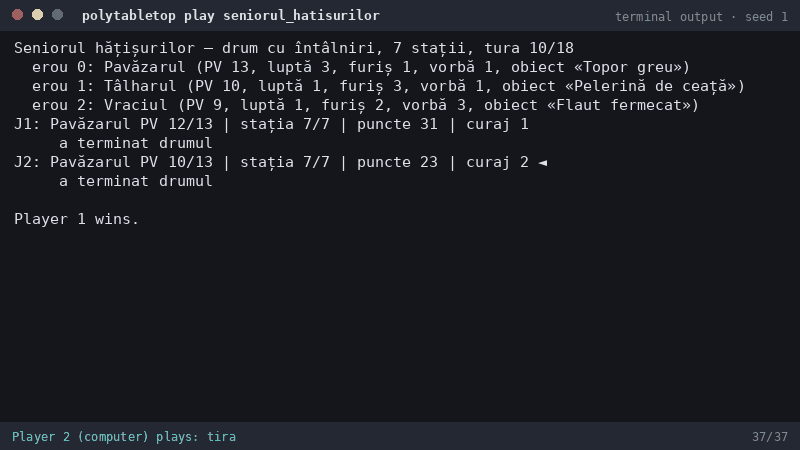 polytabletop play seniorul_hatisurilor
terminal output · seed 1
Seniorul hățișurilor — drum cu întâlniri, 7 stații, tura 10/18
erou 0: Pavăzarul (PV 13, luptă 3, furiș 1, vorbă 1, obiect «Topor greu»)
erou 1: Tâlharul (PV 10, luptă 1, furiș 3, vorbă 1, obiect «Pelerină de ceață»)
erou 2: Vraciul (PV 9, luptă 1, furiș 2, vorbă 3, obiect «Flaut fermecat»)
J1: Pavăzarul PV 12/13 | stația 7/7 | puncte 31 | curaj 1
a terminat drumul
J2: Pavăzarul PV 10/13 | stația 7/7 | puncte 23 | curaj 2 ◄
a terminat drumul
Player 1 wins.
Player 2 (computer) plays: tira
37/37